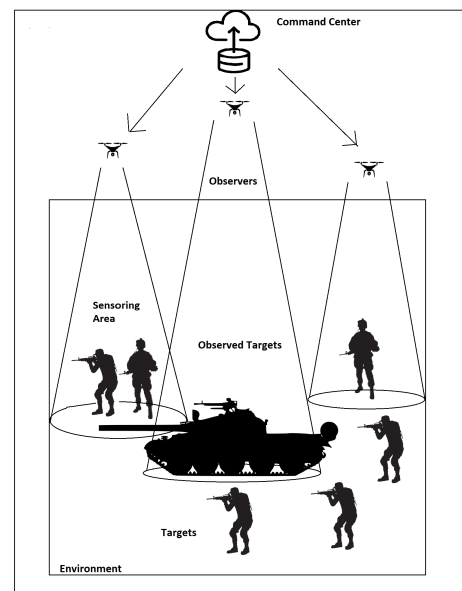 Command Center
Observers
Sensoring
Area
Observed Targets
Targets
Environment